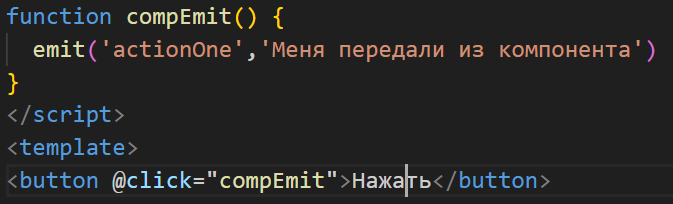 function compEmit() {
emit('actionOne','Меня передали из компонента')
}
</script>
<template>
<button @click="compEmit">Нажать</button>